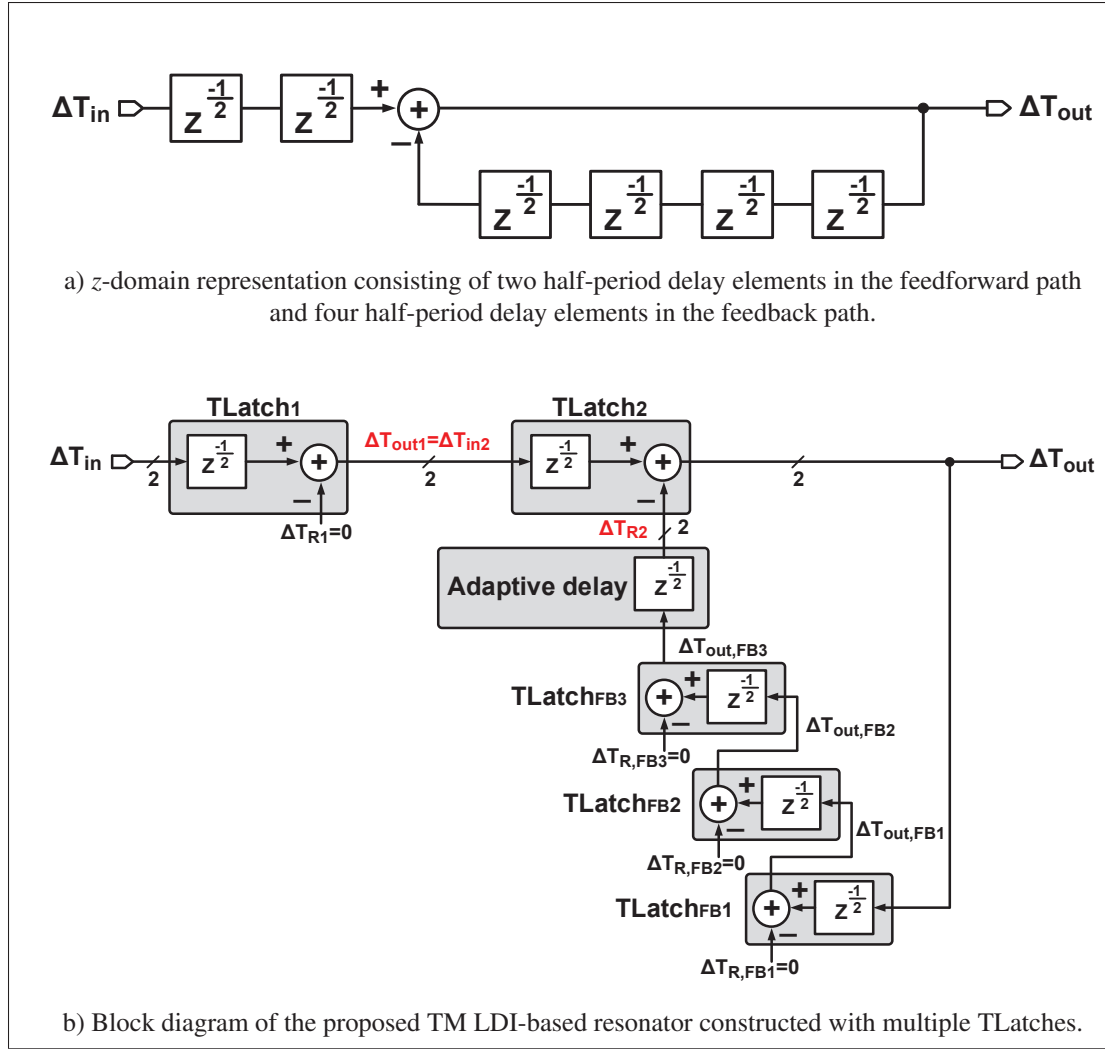 ΔTin z^-1/2 z^-1/2 + + ΔTout
−
z^-1/2 z^-1/2 z^-1/2 z^-1/2
a) z-domain representation consisting of two half-period delay elements in the feedforward path
and four half-period delay elements in the feedback path.
TLatch1 TLatch2
ΔTin 2 z^-1/2 + + ΔTout1=ΔTin2 2 z^-1/2 + + 2 ΔTout
− −
ΔTR1=0 ΔTR2 2
Adaptive delay z^-1/2
ΔTout,FB3
TLatchFB3 + + z^-1/2
−
ΔTR,FB3=0 ΔTout,FB2
TLatchFB2 + + z^-1/2
−
ΔTR,FB2=0 ΔTout,FB1
TLatchFB1 + + z^-1/2
−
ΔTR,FB1=0
b) Block diagram of the proposed TM LDI-based resonator constructed with multiple TLatches.